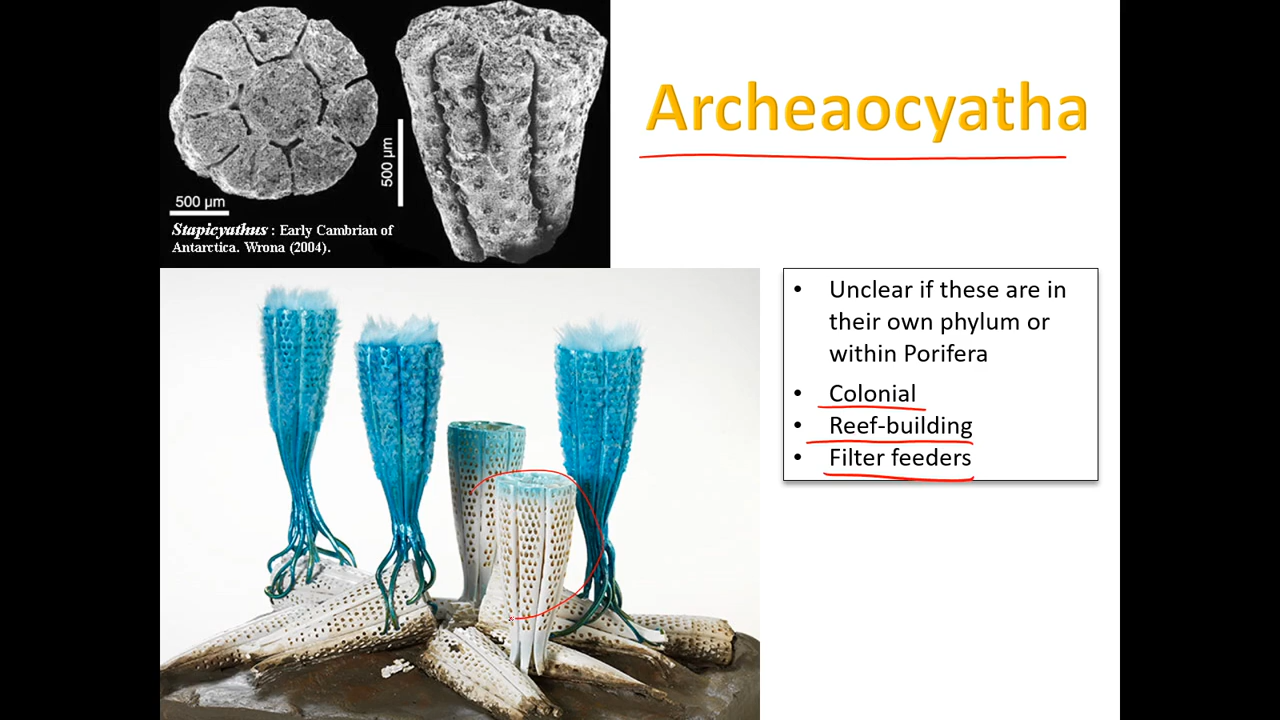 Archeaocyatha
500 µm
500 µm
Stapicyathus : Early Cambrian of
Antarctica. Wrona (2004).
• Unclear if these are in
their own phylum or
within Porifera
• Colonial
• Reef-building
• Filter feeders